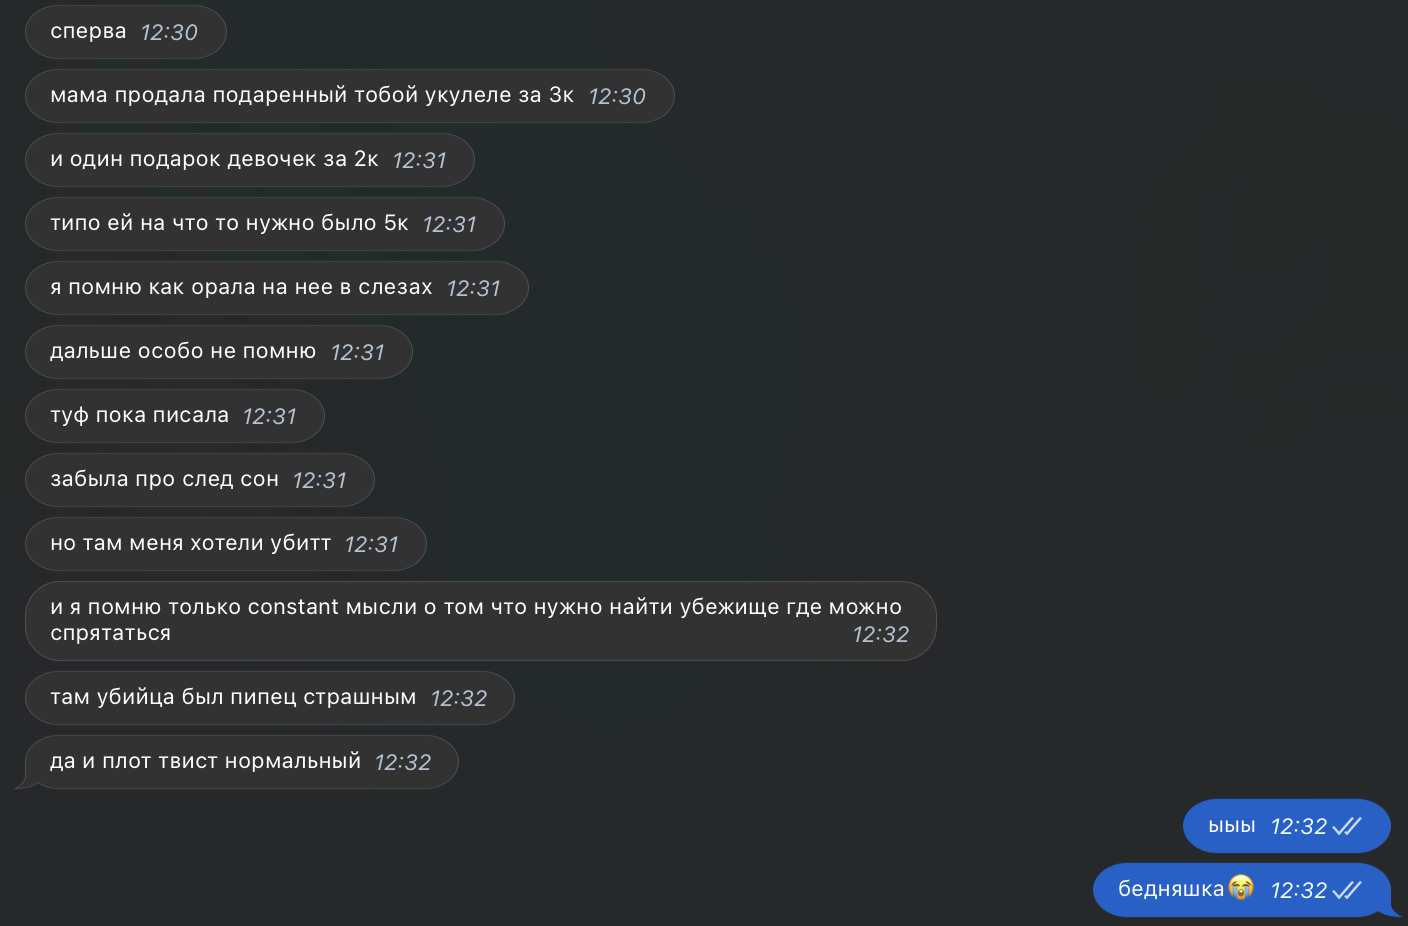 сперва 12:30
мама продала подаренный тобой укулеле за 3к 12:30
и один подарок девочек за 2к 12:31
типо ей на что то нужно было 5к 12:31
я помню как орала на нее в слезах 12:31
дальше особо не помню 12:31
туф пока писала 12:31
забыла про след сон 12:31
но там меня хотели убитт 12:31
и я помню только constant мысли о том что нужно найти убежище где можно
спрятаться 12:32
там убийца был пипец страшным 12:32
да и плот твист нормальный 12:32
ыыы 12:32
бедняшка😭 12:32